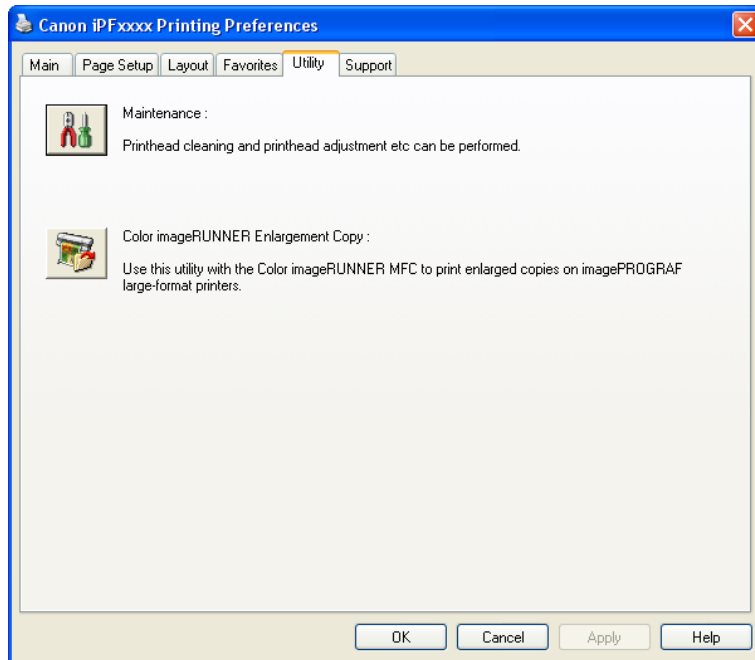 Canon iPFxxxx Printing Preferences
Main Page Setup Layout Favorites Utility Support
Maintenance :
Printhead cleaning and printhead adjustment etc can be performed.
Color imageRUNNER Enlargement Copy :
Use this utility with the Color imageRUNNER MFC to print enlarged copies on imagePROGRAF
large-format printers.
OK Cancel Apply Help